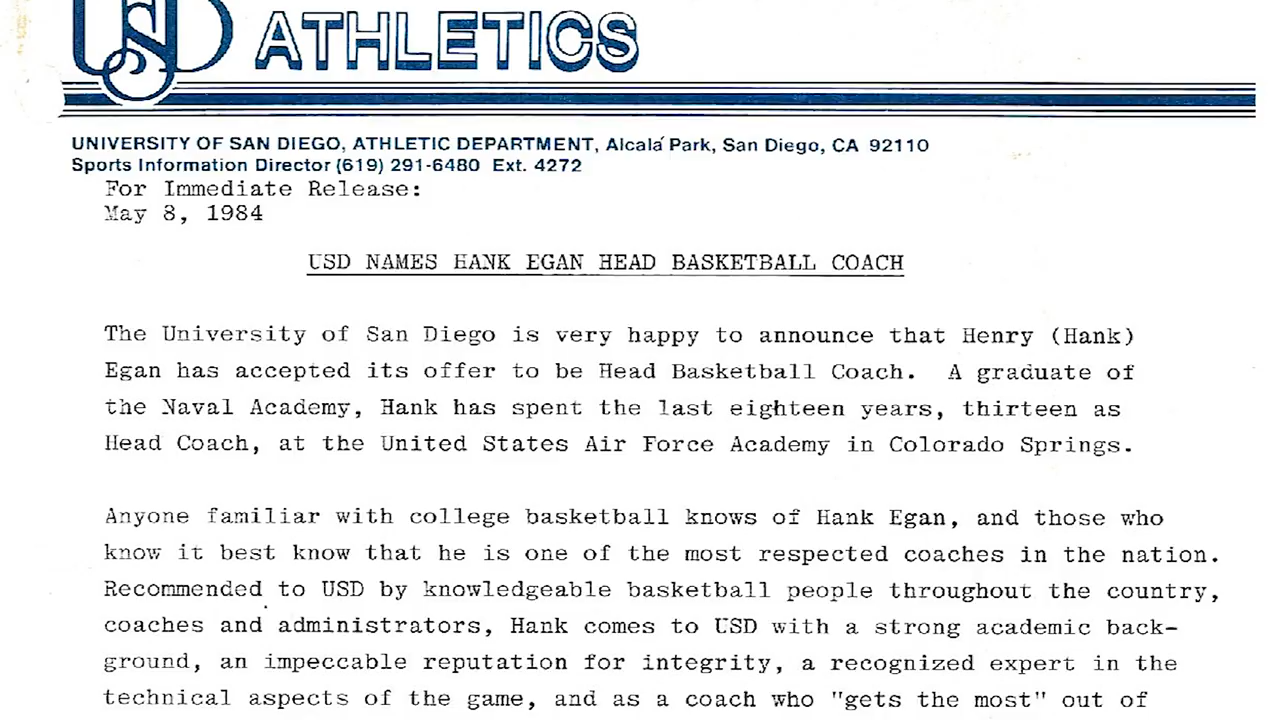 USD ATHLETICS
UNIVERSITY OF SAN DIEGO, ATHLETIC DEPARTMENT, Alcalá Park, San Diego, CA 92110
Sports Information Director (619) 291-6480 Ext. 4272
For Immediate Release:
May 8, 1984
USD NAMES HANK EGAN HEAD BASKETBALL COACH
The University of San Diego is very happy to announce that Henry (Hank)
Egan has accepted its offer to be Head Basketball Coach. A graduate of
the Naval Academy, Hank has spent the last eighteen years, thirteen as
Head Coach, at the United States Air Force Academy in Colorado Springs.
Anyone familiar with college basketball knows of Hank Egan, and those who
know it best know that he is one of the most respected coaches in the nation.
Recommended to USD by knowledgeable basketball people throughout the country,
coaches and administrators, Hank comes to USD with a strong academic back-
ground, an impeccable reputation for integrity, a recognized expert in the
technical aspects of the game, and as a coach who "gets the most" out of